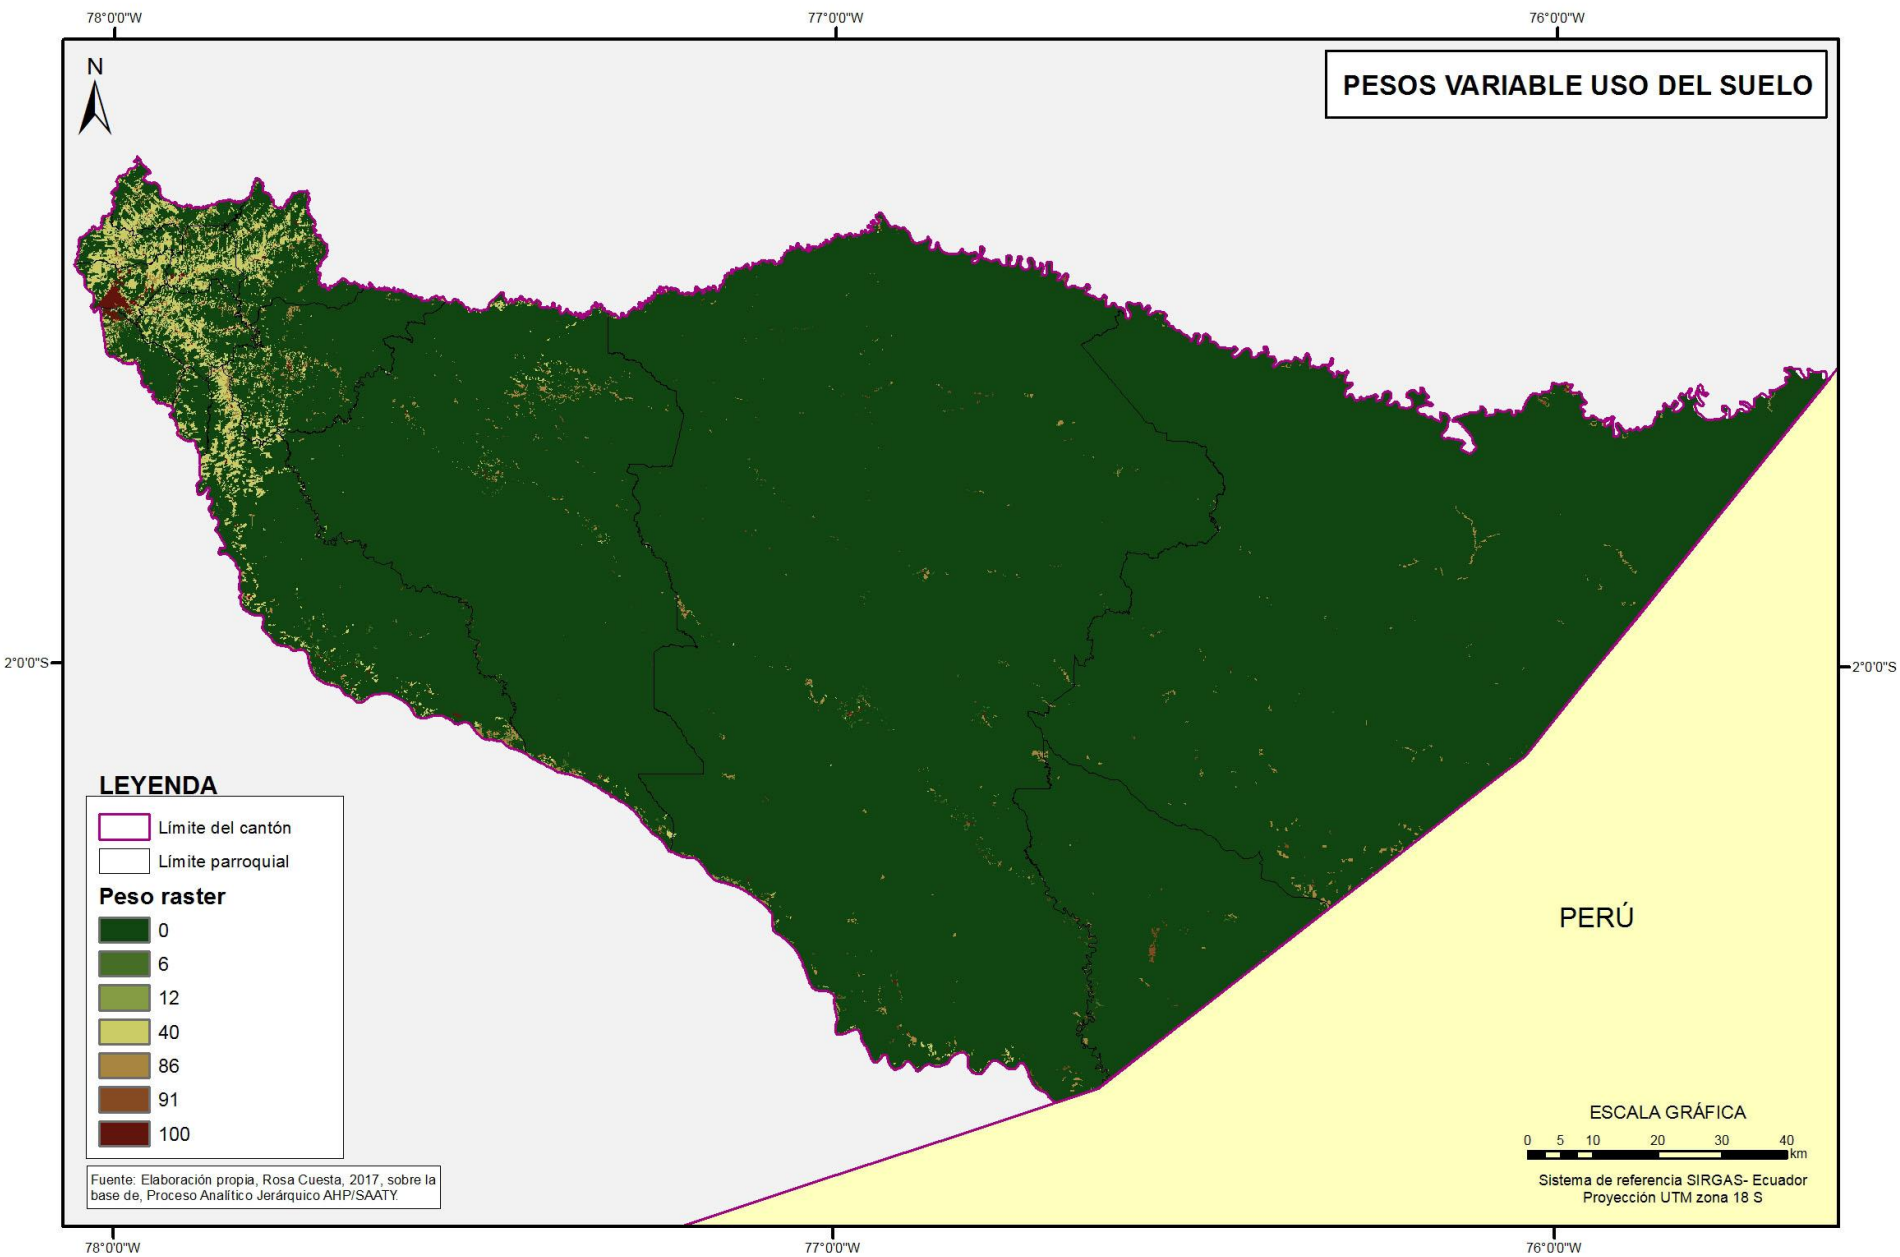 78°0'0"W
77°0'0"W
76°0'0"W
N
PESOS VARIABLE USO DEL SUELO
2°0'0"S
2°0'0"S
LEYENDA
Límite del cantón
Límite parroquial
Peso raster
0
6
12
40
86
91
100
PERÚ
ESCALA GRÁFICA
0 5 10 20 30 40
km
Sistema de referencia SIRGAS- Ecuador
Proyección UTM zona 18 S
Fuente: Elaboración propia, Rosa Cuesta, 2017, sobre la
base de, Proceso Analítico Jerárquico AHP/SAATY.
78°0'0"W
77°0'0"W
76°0'0"W